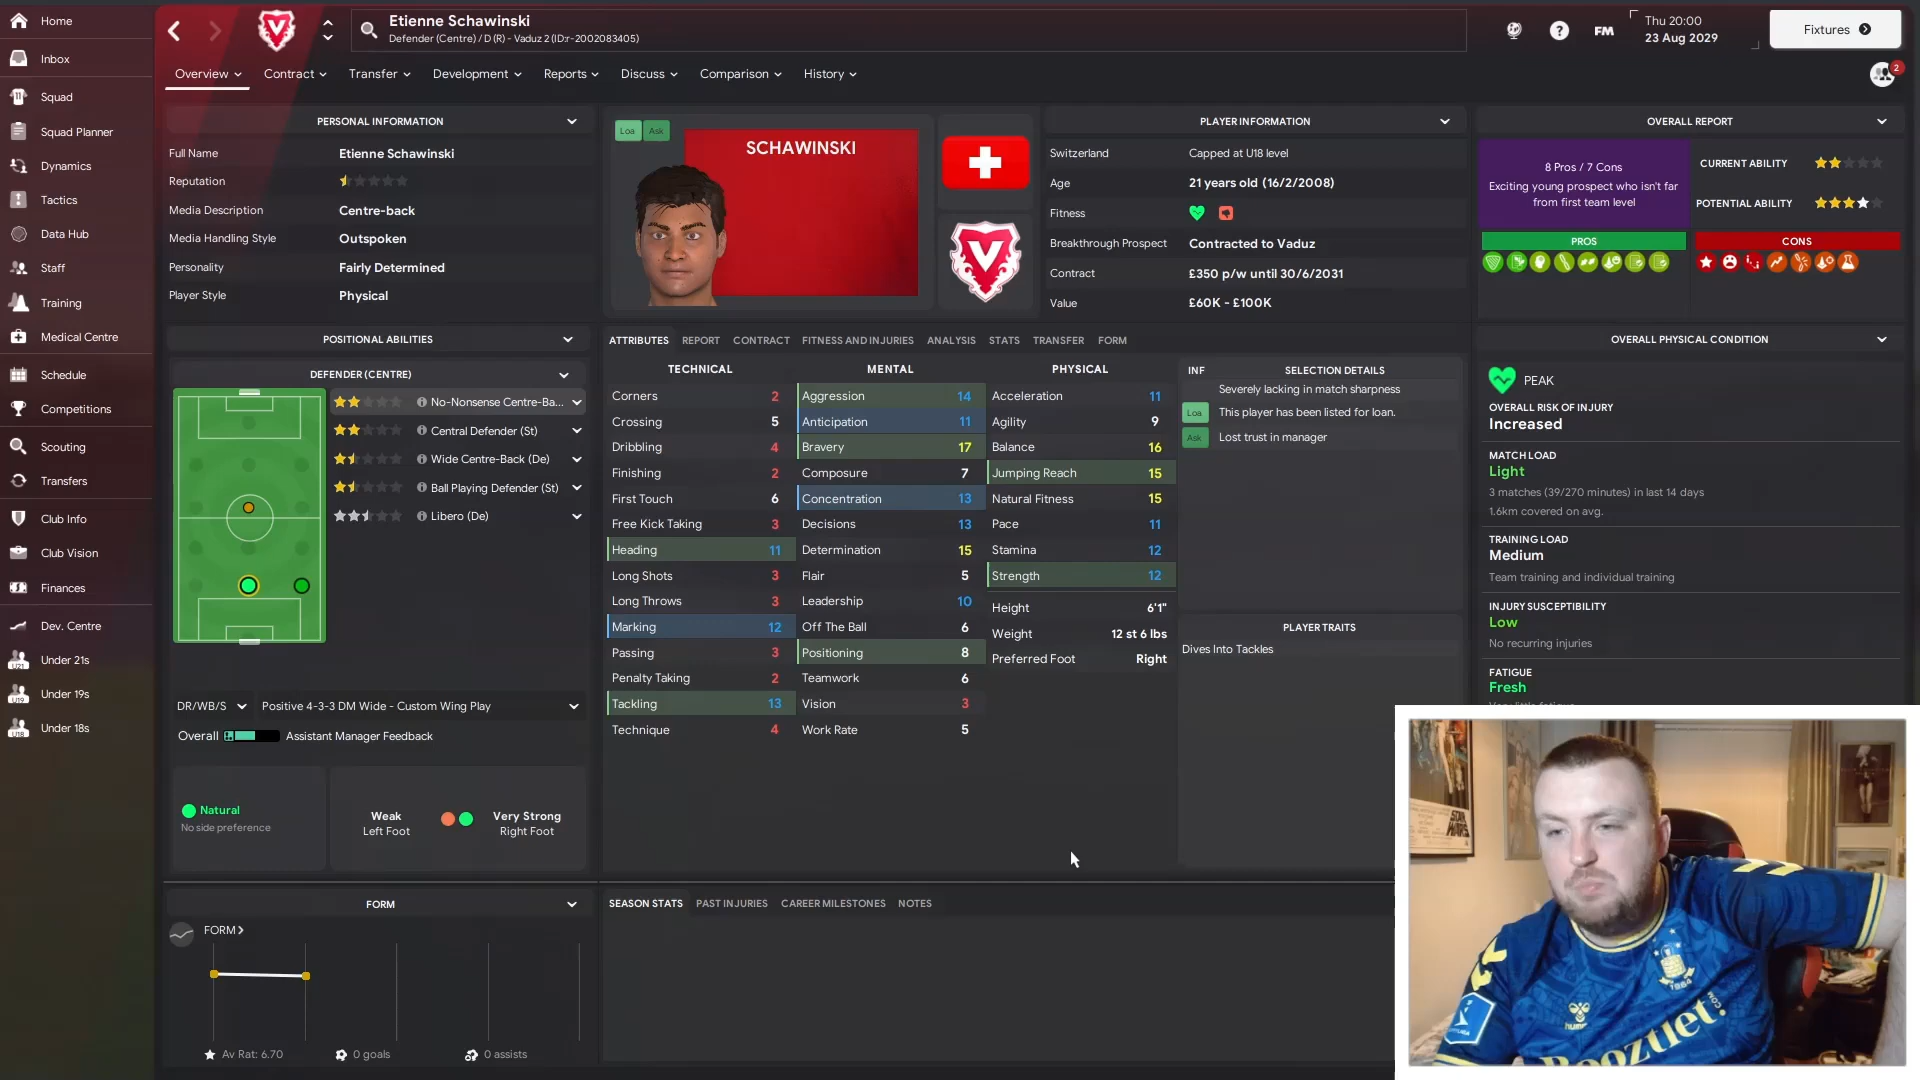 Home
Inbox
Squad
Squad Planner
Dynamics
Tactics
Data Hub
Staff
Training
Medical Centre
Schedule
Competitions
Scouting
Transfers
Club Info
Club Vision
Finances
Dev. Centre
Under 21s
Under 19s
Under 18s
Etienne Schawinski
Defender (Centre) / D (R) - Vaduz 2 (ID:r-2002083405)
FM
Thu 20:00
23 Aug 2029
Fixtures
Overview Contract Transfer Development Reports Discuss Comparison History
2
PERSONAL INFORMATION
Full Name Etienne Schawinski
Reputation
Media Description Centre-back
Media Handling Style Outspoken
Personality Fairly Determined
Player Style Physical
Loa Ask
SCHAWINSKI
PLAYER INFORMATION
Switzerland Capped at U18 level
Age 21 years old (16/2/2008)
Fitness
Breakthrough Prospect Contracted to Vaduz
Contract £350 p/w until 30/6/2031
Value £60K - £100K
OVERALL REPORT
8 Pros / 7 Cons
Exciting young prospect who isn't far
from first team level
CURRENT ABILITY
POTENTIAL ABILITY
PROS CONS
POSITIONAL ABILITIES
DEFENDER (CENTRE)
No-Nonsense Centre-Ba...
Central Defender (St)
Wide Centre-Back (De)
Ball Playing Defender (St)
Libero (De)
DR/WB/S Positive 4-3-3 DM Wide - Custom Wing Play
Overall Assistant Manager Feedback
Natural
No side preference
Weak
Left Foot
Very Strong
Right Foot
ATTRIBUTES REPORT CONTRACT FITNESS AND INJURIES ANALYSIS STATS TRANSFER FORM
TECHNICAL
Corners 2
Crossing 5
Dribbling 4
Finishing 2
First Touch 6
Free Kick Taking 3
Heading 11
Long Shots 3
Long Throws 3
Marking 12
Passing 3
Penalty Taking 2
Tackling 13
Technique 4
MENTAL
Aggression 14
Anticipation 11
Bravery 17
Composure 7
Concentration 13
Decisions 13
Determination 15
Flair 5
Leadership 10
Off The Ball 6
Positioning 8
Teamwork 6
Vision 3
Work Rate 5
PHYSICAL
Acceleration 11
Agility 9
Balance 16
Jumping Reach 15
Natural Fitness 15
Pace 11
Stamina 12
Strength 12
Height 6'1"
Weight 12 st 6 lbs
Preferred Foot Right
INF SELECTION DETAILS
Severely lacking in match sharpness
Loa This player has been listed for loan.
Ask Lost trust in manager
PLAYER TRAITS
Dives Into Tackles
OVERALL PHYSICAL CONDITION
PEAK
OVERALL RISK OF INJURY
Increased
MATCH LOAD
Light
3 matches (39/270 minutes) in last 14 days
1.6km covered on avg.
TRAINING LOAD
Medium
Team training and individual training
INJURY SUSCEPTIBILITY
Low
No recurring injuries
FATIGUE
Fresh
FORM
FORM
Av Rat: 6.70 0 goals 0 assists
SEASON STATS PAST INJURIES CAREER MILESTONES NOTES
STAR
WARS
1964
hummel
Booztlet.
COM